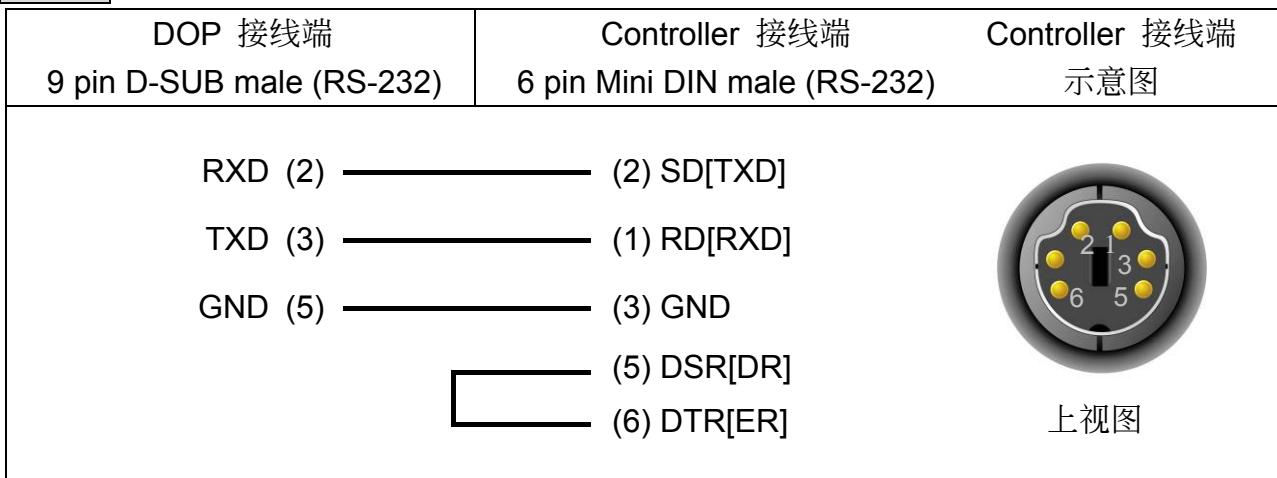 DOP 接线端
9 pin D-SUB male (RS-232)
Controller 接线端
6 pin Mini DIN male (RS-232)
Controller 接线端
示意图
RXD (2) (2) SD[TXD]
TXD (3) (1) RD[RXD]
GND (5) (3) GND
(5) DSR[DR]
(6) DTR[ER]
2 1
3
6 5
上视图